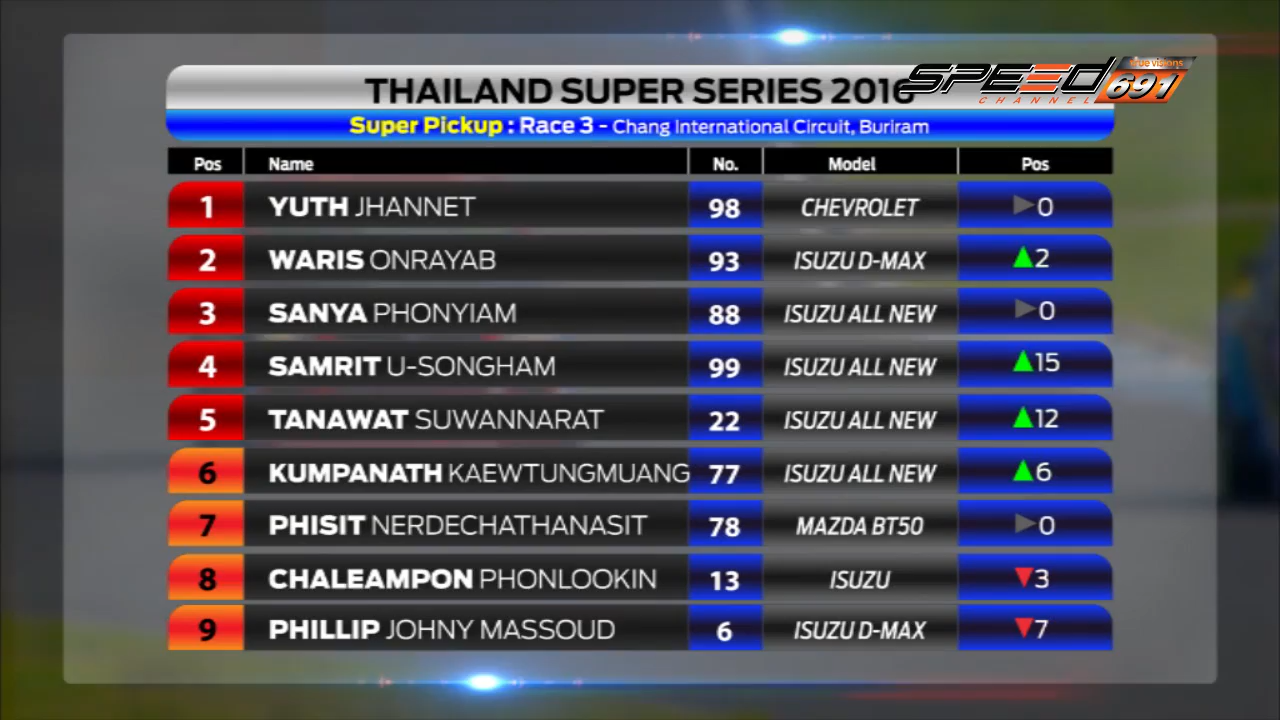 THAILAND SUPER SERIES 2016
SPEED CHANNEL true visions 691
Super Pickup : Race 3 - Chang International Circuit, Buriram
Pos Name No. Model Pos
1 YUTH JHANNET 98 CHEVROLET 0
2 WARIS ONRAYAB 93 ISUZU D-MAX 2
3 SANYA PHONYIAM 88 ISUZU ALL NEW 0
4 SAMRIT U-SONGHAM 99 ISUZU ALL NEW 15
5 TANAWAT SUWANNARAT 22 ISUZU ALL NEW 12
6 KUMPANATH KAEWTUNGMUANG 77 ISUZU ALL NEW 6
7 PHISIT NERDECHATHANASIT 78 MAZDA BT50 0
8 CHALEAMPON PHONLOOKIN 13 ISUZU 3
9 PHILLIP JOHNY MASSOUD 6 ISUZU D-MAX 7